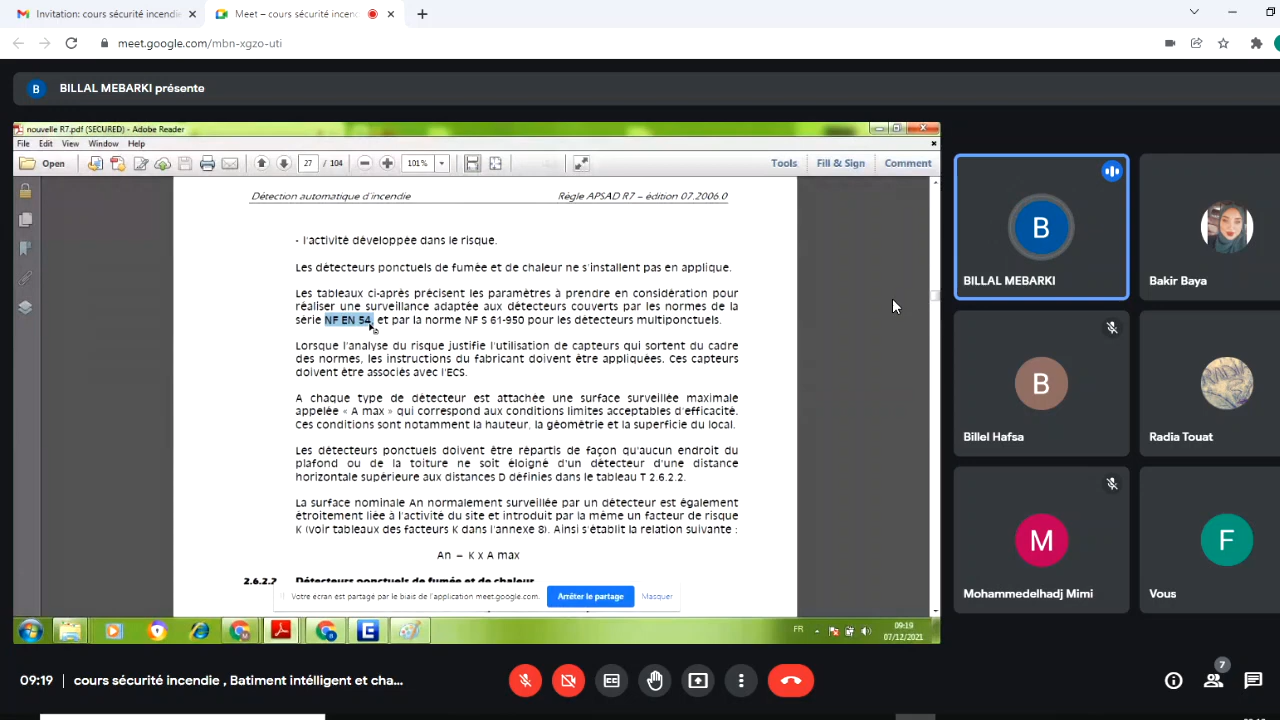 Invitation: cours sécurité incendie
Meet – cours sécurité incen
meet.google.com/mbn-xgzo-uti
B
BILLAL MEBARKI présente
nouvelle R7.pdf (SECURED) - Adobe Reader
File Edit View Window Help
Open 27 / 104 101% Tools Fill & Sign Comment
Détection automatique d'incendie Règle APSAD R7 – édition 07.2006.0
- l'activité développée dans le risque.
Les détecteurs ponctuels de fumée et de chaleur ne s'installent pas en applique.
Les tableaux ci-après précisent les paramètres à prendre en considération pour
réaliser une surveillance adaptée aux détecteurs couverts par les normes de la
série NF EN 54, et par la norme NF S 61-950 pour les détecteurs multiponctuels.
Lorsque l'analyse du risque justifie l'utilisation de capteurs qui sortent du cadre
des normes, les instructions du fabricant doivent être appliquées. Ces capteurs
doivent être associés avec l'ECS.
A chaque type de détecteur est attachée une surface surveillée maximale
appelée « A max » qui correspond aux conditions limites acceptables d'efficacité.
Ces conditions sont notamment la hauteur, la géométrie et la superficie du local.
Les détecteurs ponctuels doivent être répartis de façon qu'aucun endroit du
plafond ou de la toiture ne soit éloigné d'un détecteur d'une distance
horizontale supérieure aux distances D définies dans le tableau T 2.6.2.2.
La surface nominale An normalement surveillée par un détecteur est également
étroitement liée à l'activité du site et introduit par la même un facteur de risque
K (voir tableaux des facteurs K dans l'annexe 8). Ainsi s'établit la relation suivante :
An = K x A max
2.6.2.2 Détecteurs ponctuels de fumée et de chaleur
Votre écran est partagé par le biais de l'application meet.google.com. Arrêter le partage Masquer
FR 09:19
07/12/2021
B
BILLAL MEBARKI
Bakir Baya
B
Billel Hafsa
Radia Touat
M
Mohammedelhadj Mimi
F
Vous
09:19 | cours sécurité incendie , Batiment intélligent et cha...
7